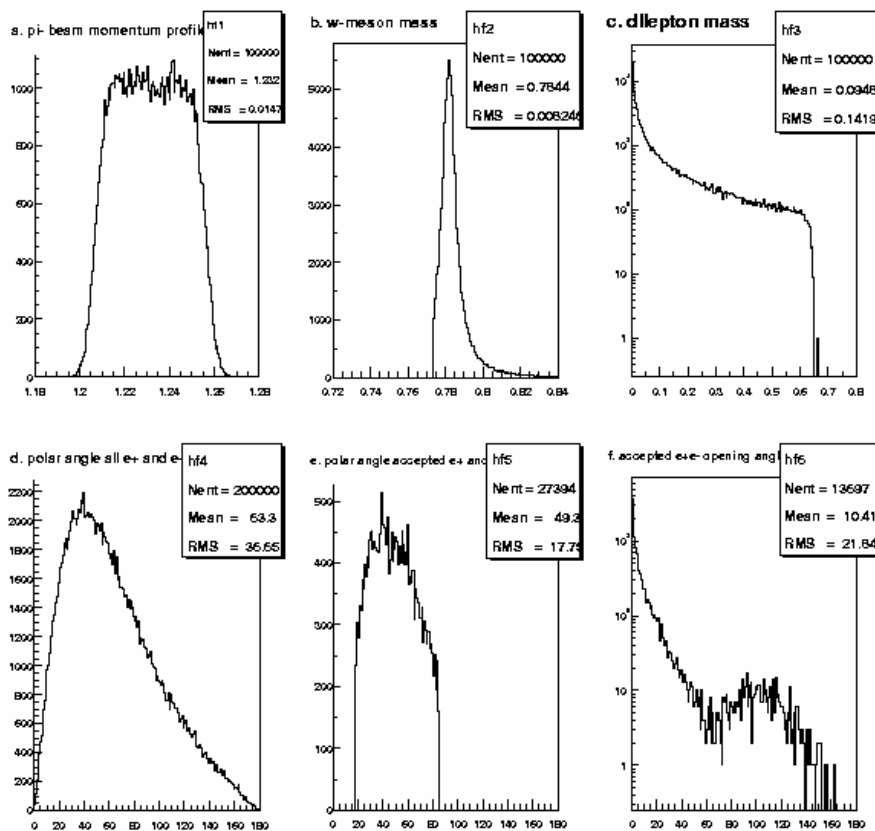 a. pi- beam momentum profile
hf1
Nent = 100000
Mean = 1.232
RMS = 0.0147
1000
800
600
400
200
0
1.18 1.2 1.22 1.24 1.26 1.28
b. w-meson mass
hf2
Nent = 100000
Mean = 0.7844
RMS = 0.008246
5000
4000
3000
2000
1000
0
0.72 0.74 0.76 0.78 0.8 0.82 0.84
c. dilepton mass
hf3
Nent = 100000
Mean = 0.0948
RMS = 0.1419
10⁴
10³
10²
10
1
0 0.1 0.2 0.3 0.4 0.5 0.6 0.7 0.8
d. polar angle all e+ and e-
hf4
Nent = 200000
Mean = 63.3
RMS = 35.65
2200
2000
1800
1600
1400
1200
1000
800
600
400
200
0
0 20 40 60 80 100 120 140 160 180
e. polar angle accepted e+ and
hf5
Nent = 27394
Mean = 49.3
RMS = 17.75
500
400
300
200
100
0
0 20 40 60 80 100 120 140 160 180
f. accepted e+e- opening angl
hf6
Nent = 13697
Mean = 10.41
RMS = 21.84
10³
10²
10
1
0 20 40 60 80 100 120 140 160 180